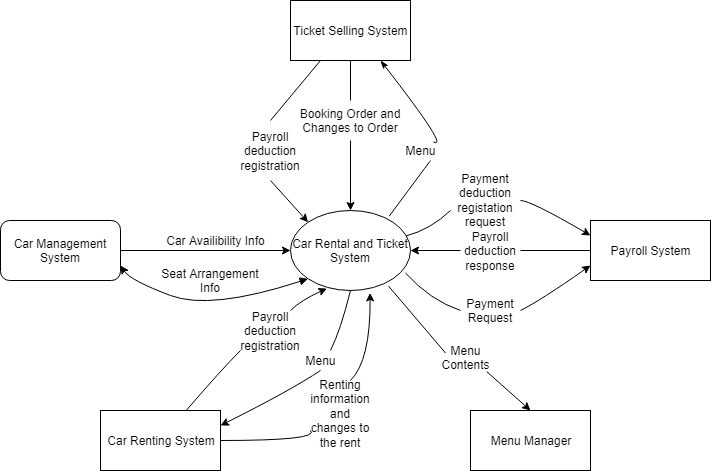 Ticket Selling System
Booking Order and
Changes to Order
Payroll
deduction
registration
Menu
Payment
deduction
registation
request
Car Management
System
Car Availibility Info
Car Rental and Ticket
System
Payroll
deduction
response
Payroll System
Seat Arrangement
Info
Payment
Request
Payroll
deduction
registration
Menu
Menu
Contents
Renting
information
and
changes to
the rent
Car Renting System
Menu Manager